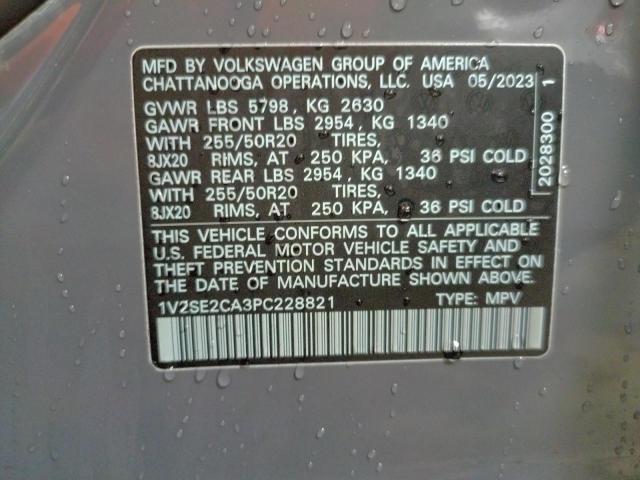 MFD BY VOLKSWAGEN GROUP OF AMERICA
CHATTANOOGA OPERATIONS, LLC. USA 05/2023
GVWR LBS 5798, KG 2630
GAWR FRONT LBS 2954, KG 1340
WITH 255/50R20 TIRES,
8JX20 RIMS, AT 250 KPA, 36 PSI COLD
GAWR REAR LBS 2954, KG 1340
WITH 255/50R20 TIRES,
8JX20 RIMS, AT 250 KPA, 36 PSI COLD
2028300 1
THIS VEHICLE CONFORMS TO ALL APPLICABLE
U.S. FEDERAL MOTOR VEHICLE SAFETY AND
THEFT PREVENTION STANDARDS IN EFFECT ON
THE DATE OF MANUFACTURE SHOWN ABOVE.
1V2SE2CA3PC228821 TYPE: MPV